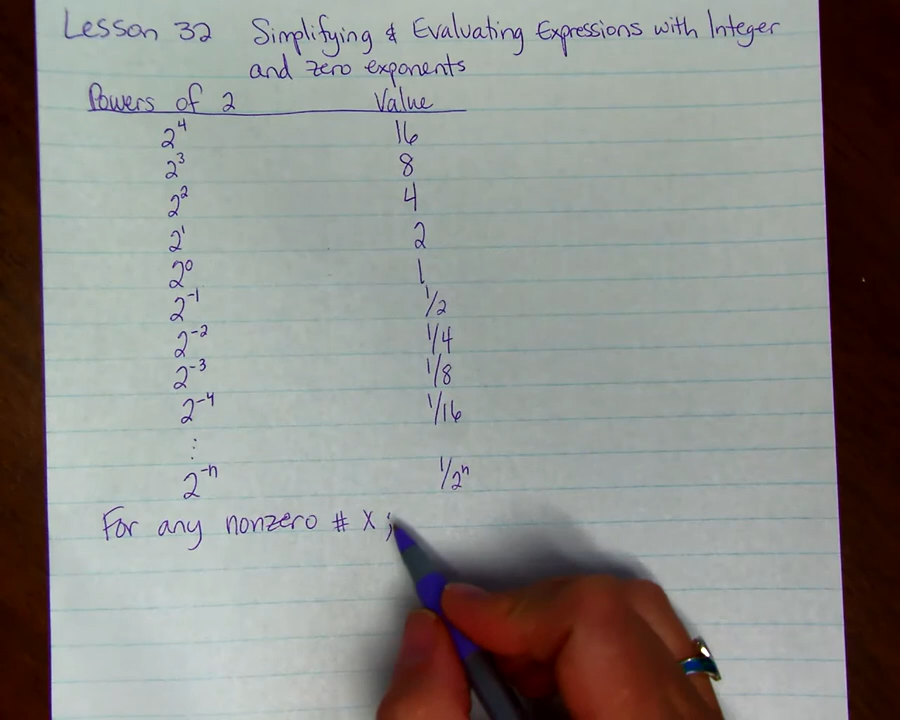 Lesson 32 Simplifying & Evaluating Expressions with Integer
and zero exponents
Powers of 2 Value
2⁴ 16
2³ 8
2² 4
2¹ 2
2⁰ 1
2⁻¹ 1/2
2⁻² 1/4
2⁻³ 1/8
2⁻⁴ 1/16
⋮
2⁻ⁿ 1/2ⁿ
For any nonzero # x;